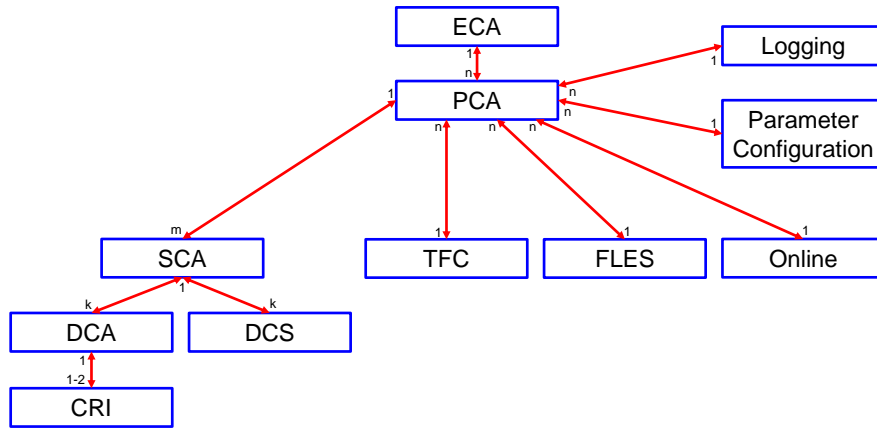 ECA
Logging
1
1
n
n
1
PCA
n
1
n
n
n
n
Parameter
Configuration
m
1
1
1
SCA
TFC
FLES
Online
k
1
k
DCA
DCS
1
1-2
CRI